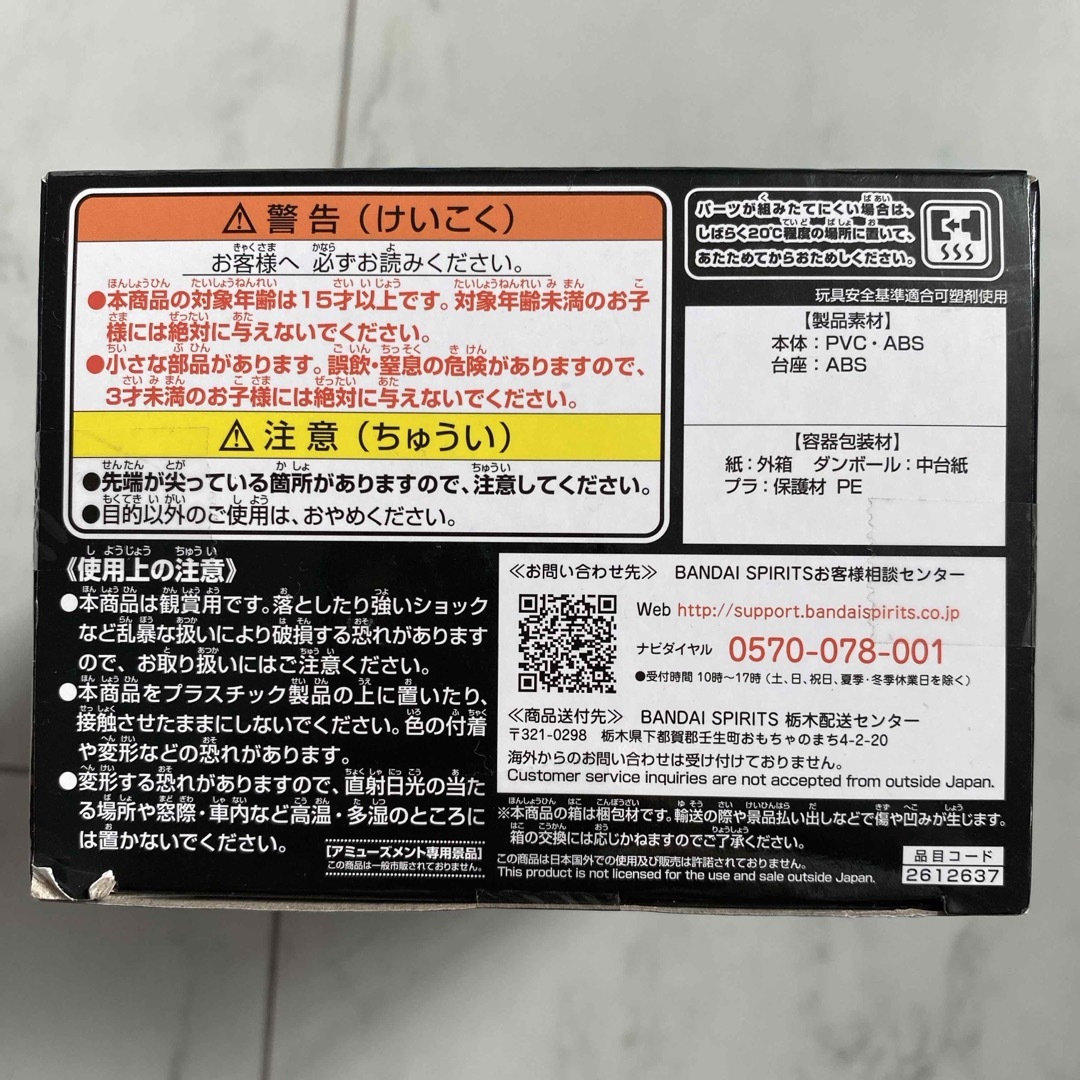 ⚠警告（けいこく）
お客様へ 必ずお読みください。
●本商品の対象年齢は15才以上です。対象年齢未満のお子
様には絶対に与えないでください。
●小さな部品があります。誤飲・窒息の危険がありますので、
3才未満のお子様には絶対に与えないでください。
⚠注意（ちゅうい）
●先端が尖っている箇所がありますので、注意してください。
●目的以外のご使用は、おやめください。
パーツが組みたてにくい場合は、
しばらく20℃程度の場所に置いて、
あたためてからおためしください。
玩具安全基準適合可塑剤使用
【製品素材】
本体：PVC・ABS
台座：ABS
【容器包装材】
紙：外箱 ダンボール：中台紙
プラ：保護材 PE
《使用上の注意》
●本商品は観賞用です。落としたり強いショック
など乱暴な扱いにより破損する恐れがあります
ので、お取り扱いにはご注意ください。
●本商品をプラスチック製品の上に置いたり、
接触させたままにしないでください。色の付着
や変形などの恐れがあります。
●変形する恐れがありますので、直射日光の当た
る場所や窓際・車内など高温・多湿のところに
は置かないでください。
【アミューズメント専用景品】
この商品は一般市販されておりません。
≪お問い合わせ先≫ BANDAI SPIRITSお客様相談センター
Web http://support.bandaispirits.co.jp
ナビダイヤル 0570-078-001
●受付時間 10時～17時（土、日、祝日、夏季・冬季休業日を除く）
≪商品送付先≫ BANDAI SPIRITS 栃木配送センター
〒321-0298 栃木県下都賀郡壬生町おもちゃのまち4-2-20
海外からのお問い合わせは受け付けておりません。
Customer service inquiries are not accepted from outside Japan.
※本商品の箱は梱包材です。輸送の際や景品払い出しなどで傷や凹みが生じます。
箱の交換には応じかねますのでご了承ください。
この商品は日本国外での使用及び販売は許諾されておりません。
This product is not licensed for the use and sale outside Japan.
品目コード
2612637